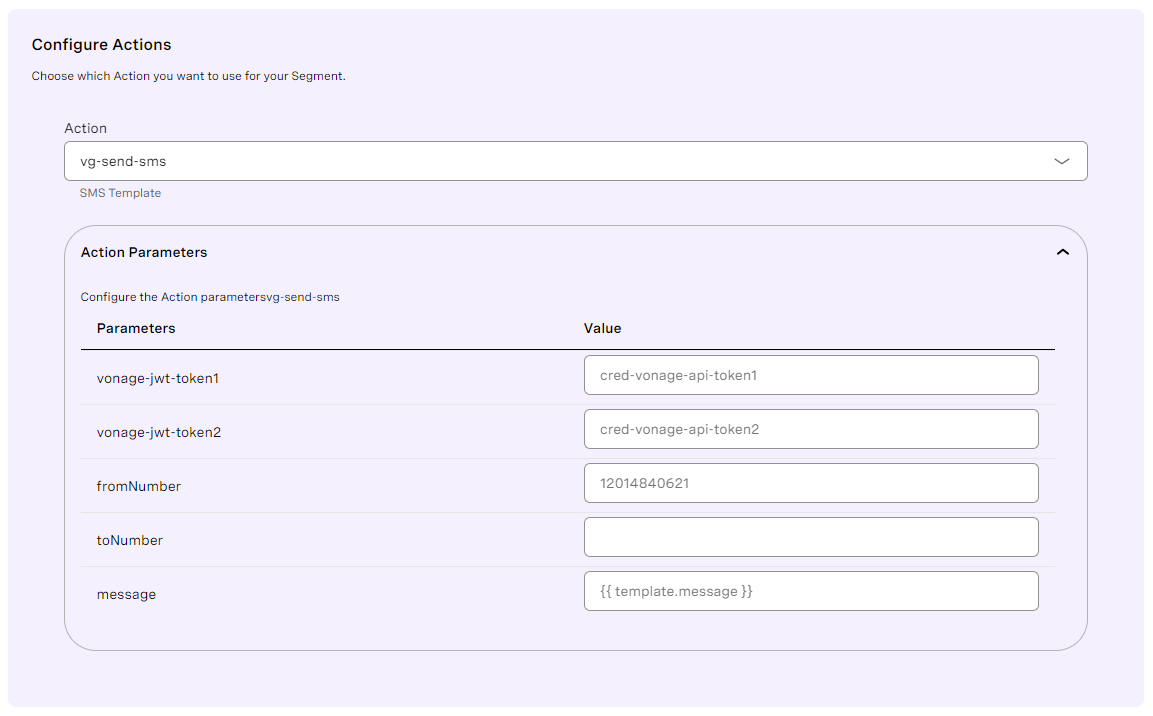 Configure Actions
Choose which Action you want to use for your Segment.
Action
vg-send-sms
SMS Template
Action Parameters
Configure the Action parametersvg-send-sms
Parameters Value
vonage-jwt-token1 cred-vonage-api-token1
vonage-jwt-token2 cred-vonage-api-token2
fromNumber 12014840621
toNumber
message {{ template.message }}